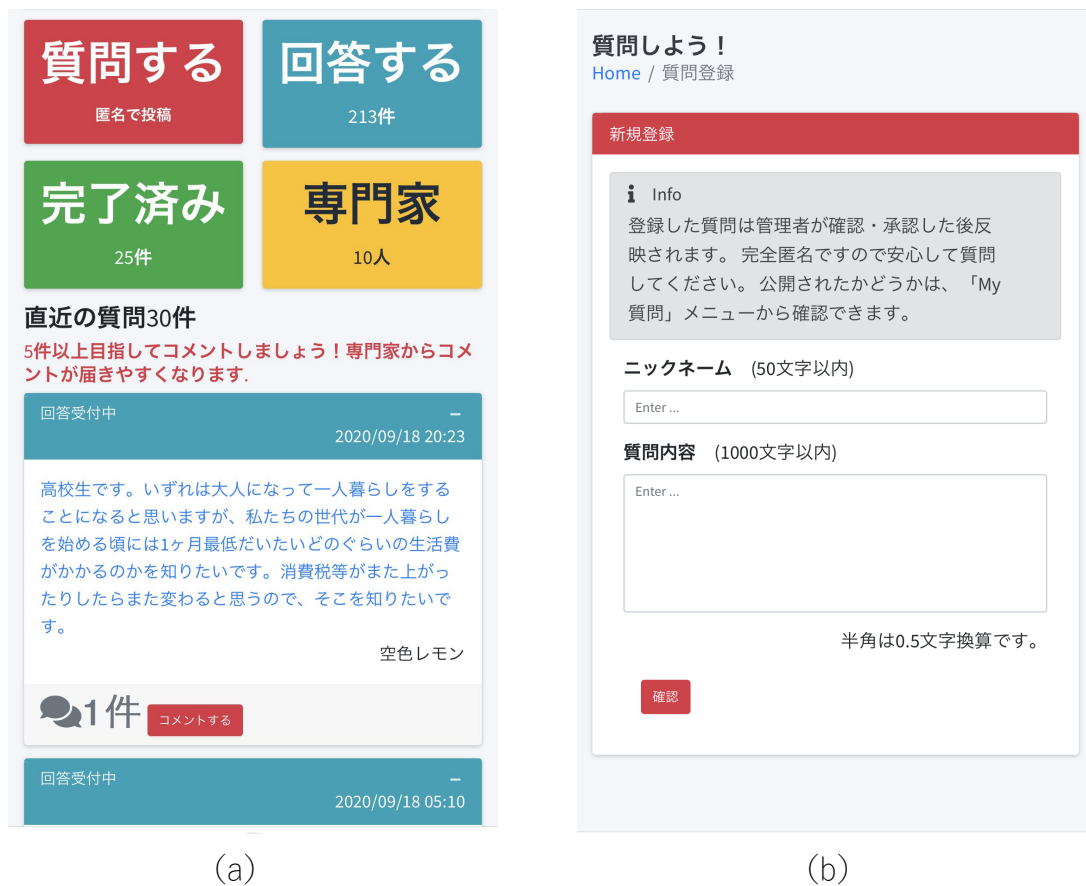 質問する
匿名で投稿
回答する
213件
完了済み
25件
専門家
10人
直近の質問30件
5件以上目指してコメントしましょう！専門家からコメ
ントが届きやすくなります.
回答受付中
2020/09/18 20:23
高校生です。いずれは大人になって一人暮らしをする
ことになると思いますが、私たちの世代が一人暮らし
を始める頃には1ヶ月最低だいたいどのぐらいの生活費
がかかるのかを知りたいです。消費税等がまた上がっ
たりしたらまた変わると思うので、そこを知りたいで
す。
空色レモン
1件 コメントする
回答受付中
2020/09/18 05:10
(a)
質問しよう！
Home / 質問登録
新規登録
Info
登録した質問は管理者が確認・承認した後反
映されます。 完全匿名ですので安心して質問
してください。 公開されたかどうかは、「My
質問」メニューから確認できます。
ニックネーム (50文字以内)
Enter ...
質問内容 (1000文字以内)
Enter ...
半角は0.5文字換算です。
確認
(b)